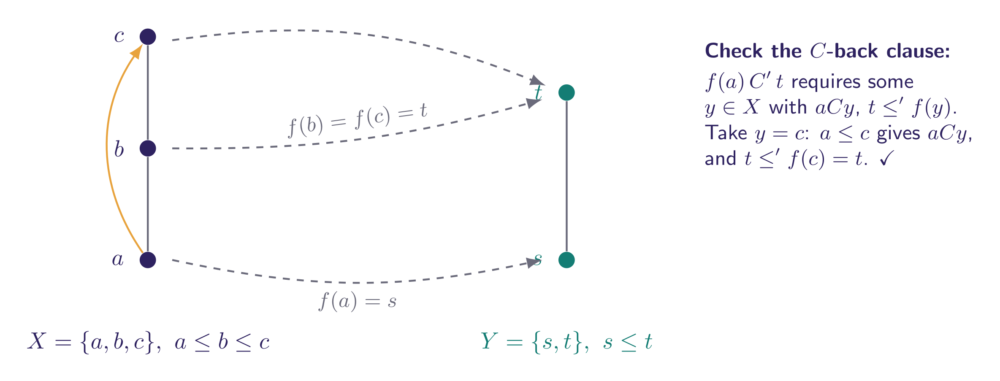 c
t
f(b) = f(c) = t
b
a
s
f(a) = s
X = {a, b, c}, a ≤ b ≤ c
Y = {s, t}, s ≤ t
Check the C-back clause:
f(a) C′ t requires some
y ∈ X with aCy, t ≤′ f(y).
Take y = c: a ≤ c gives aCy,
and t ≤′ f(c) = t. ✓